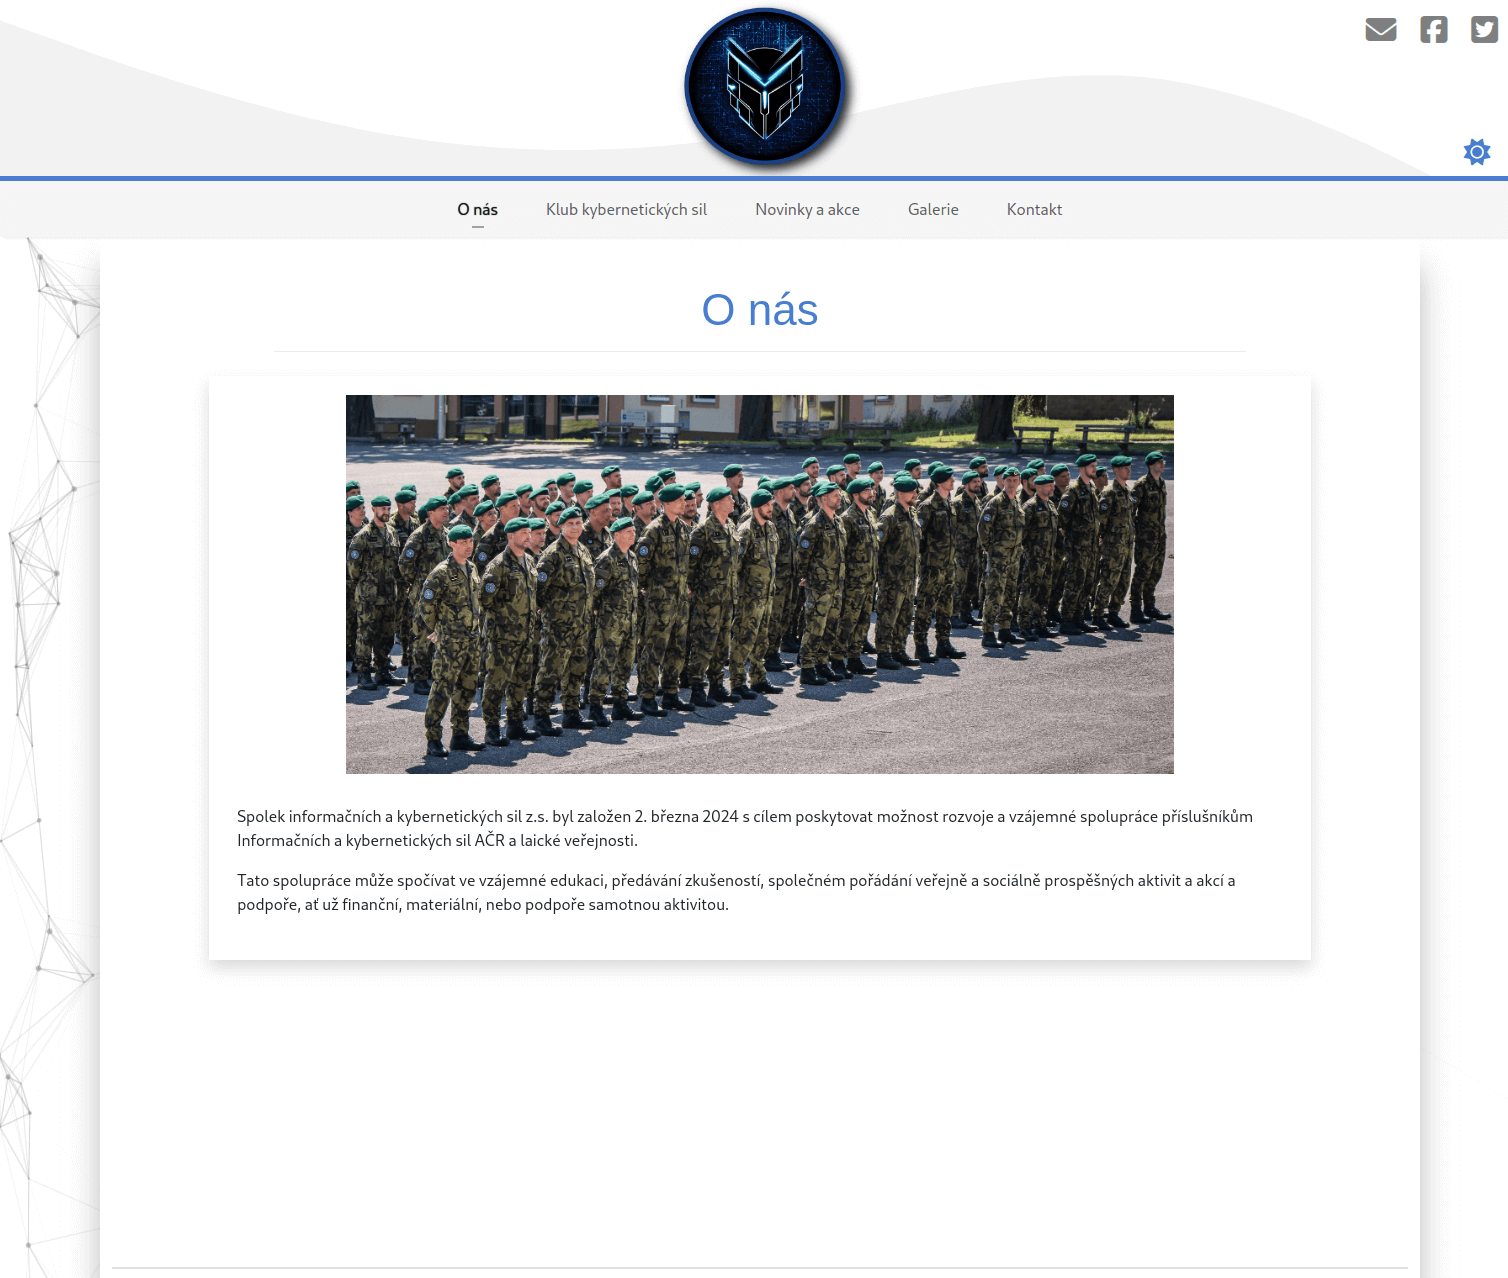 O nás
Klub kybernetických sil
Novinky a akce
Galerie
Kontakt
O nás
Spolek informačních a kybernetických sil z.s. byl založen 2. března 2024 s cílem poskytovat možnost rozvoje a vzájemné spolupráce příslušníkům
Informačních a kybernetických sil AČR a laické veřejnosti.
Tato spolupráce může spočívat ve vzájemné edukaci, předávání zkušeností, společném pořádání veřejně a sociálně prospěšných aktivit a akcí a
podpoře, ať už finanční, materiální, nebo podpoře samotnou aktivitou.